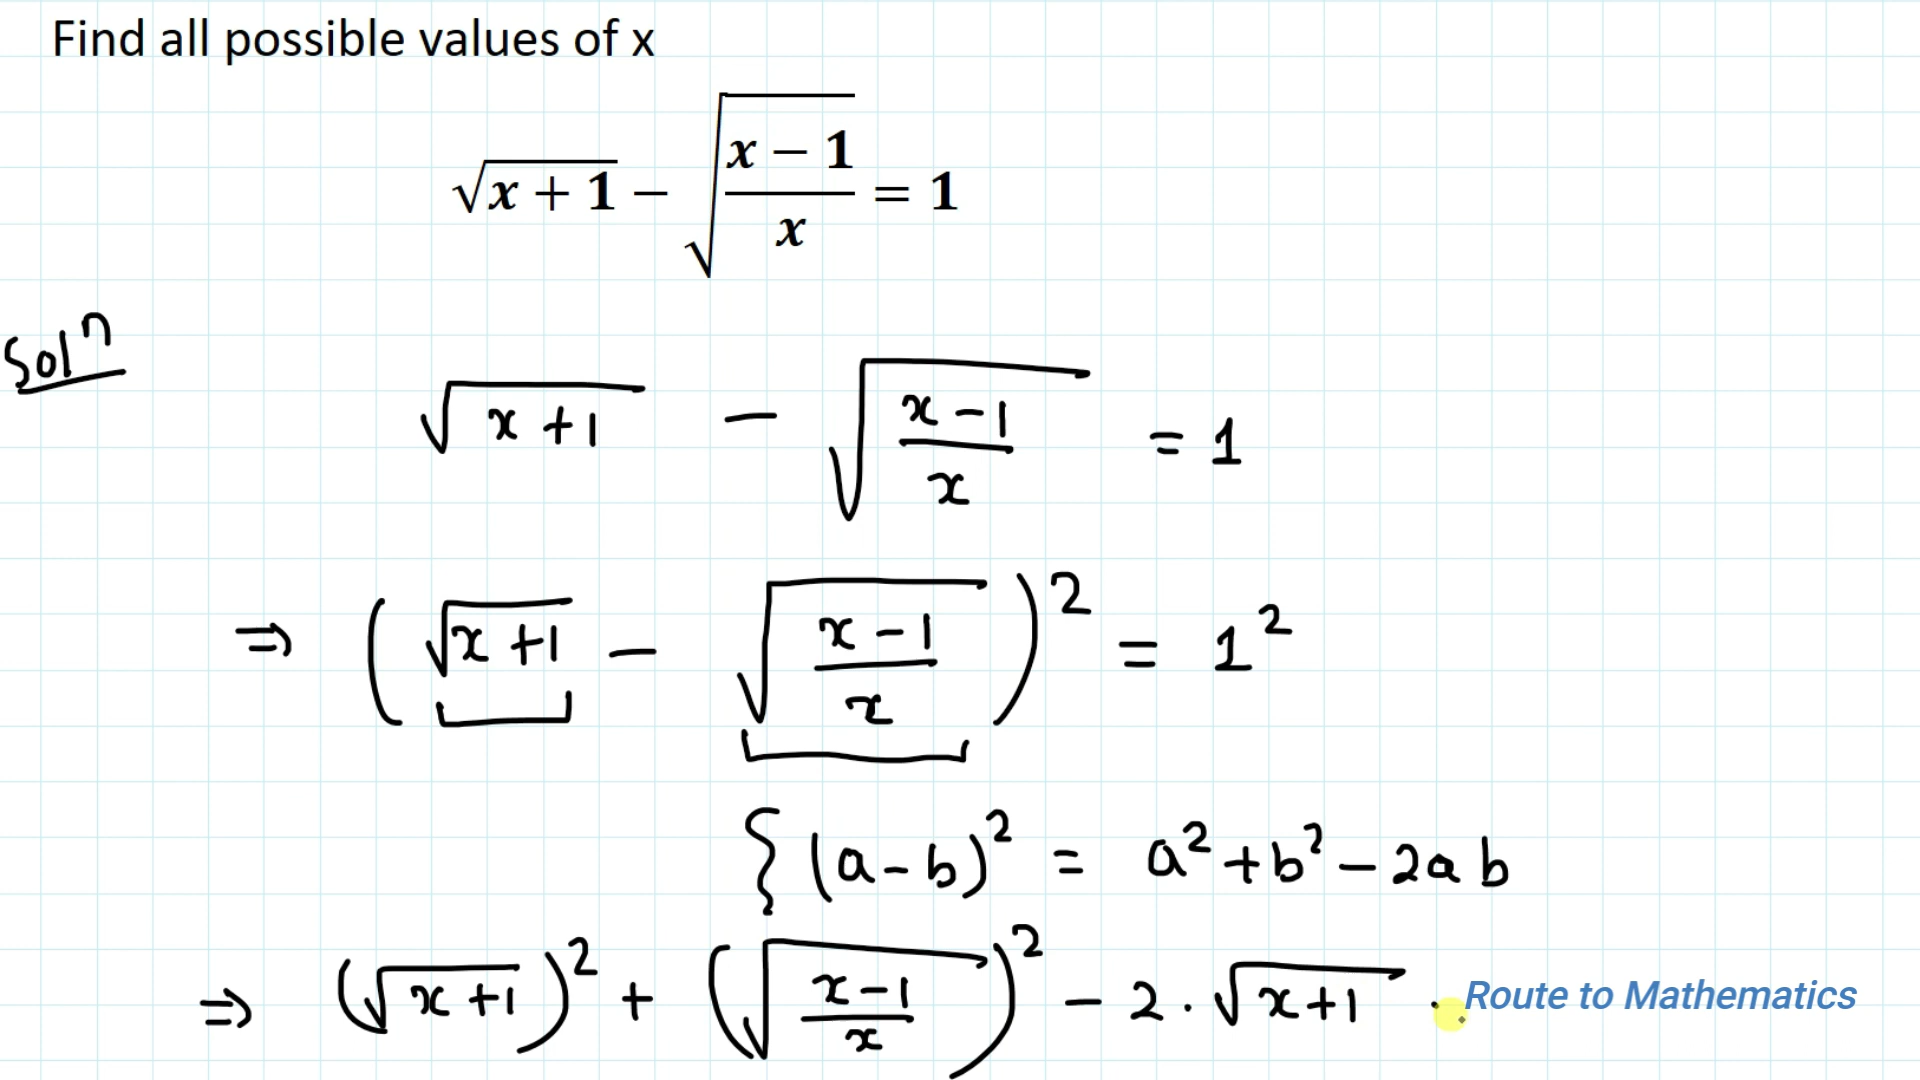 Find all possible values of x
√(x + 1) − √((x − 1)/x) = 1
Solⁿ
√(x + 1) − √((x − 1)/x) = 1
⇒ (√(x + 1) − √((x − 1)/x))² = 1²
{ (a − b)² = a² + b² − 2ab
⇒ (√(x + 1))² + (√((x − 1)/x))² − 2 · √(x + 1) ·
Route to Mathematics